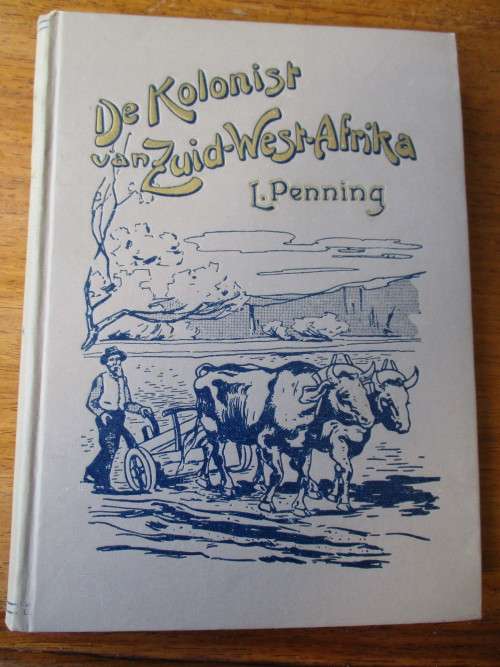 De Kolonist
van Zuid-West-Afrika
L. Penning